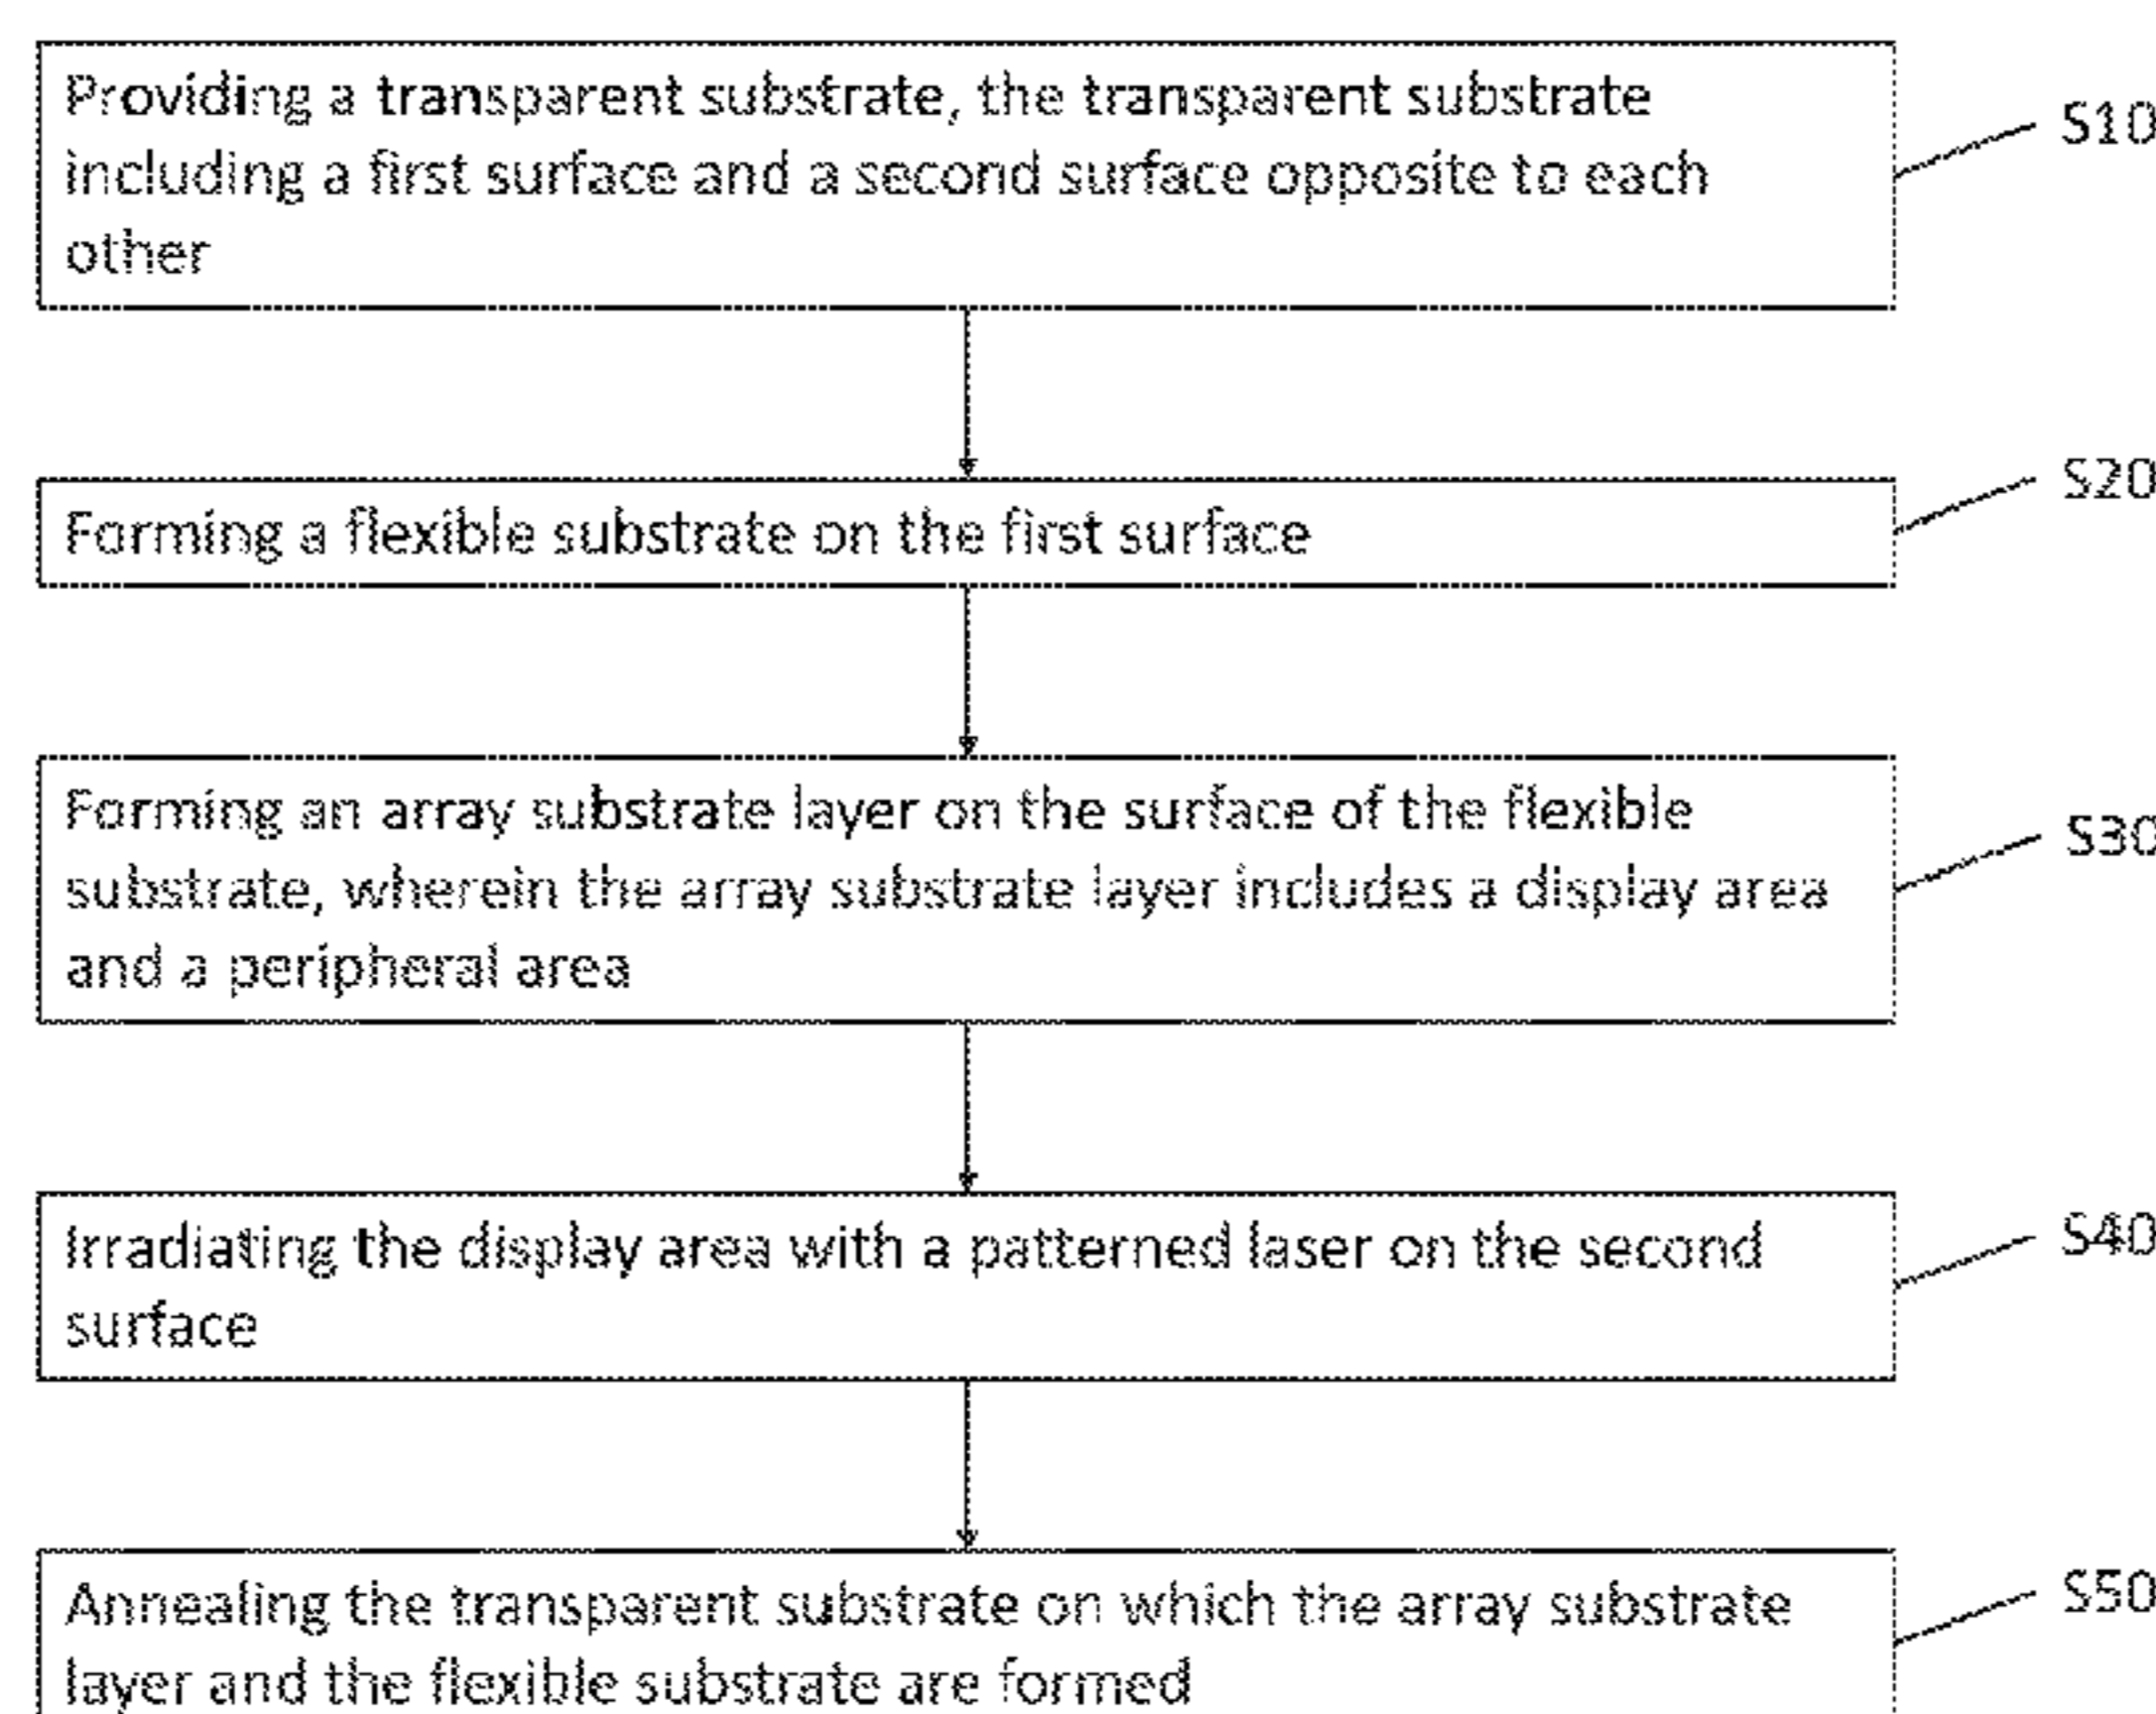 Providing a transparent substrate, the transparent substrate
including a first surface and a second surface opposite to each
other
S10
Forming a flexible substrate on the first surface
S20
Forming an array substrate layer on the surface of the flexible
substrate, wherein the array substrate layer includes a display area
and a peripheral area
S30
Irradiating the display area with a patterned laser on the second
surface
S40
Annealing the transparent substrate on which the array substrate
layer and the flexible substrate are formed
S50